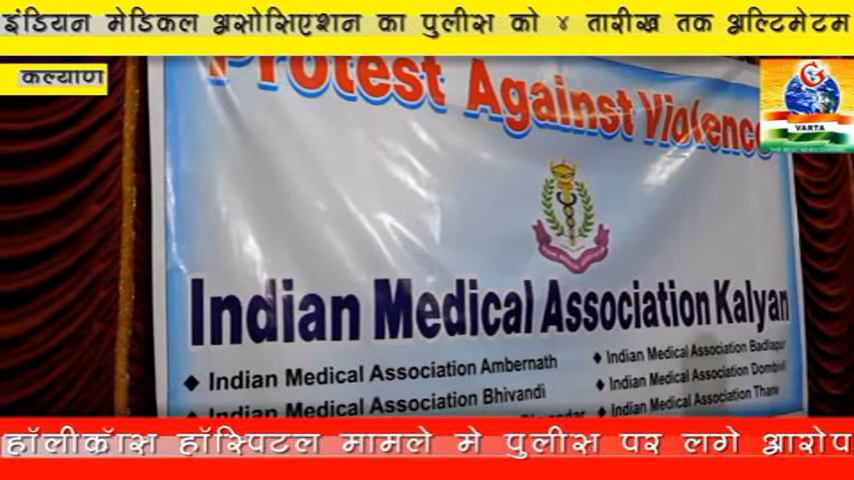 इंडियन मेडिकल असोसिएशन का पुलीस को ४ तारीख तक अल्टिमेटम
कल्याण
G
VARTA
Protest Against Violence
Indian Medical Association Kalyan
◆ Indian Medical Association Ambernath
◆ Indian Medical Association Badlapur
◆ Indian Medical Association Bhivandi
◆ Indian Medical Association Dombivli
◆ Indian Medical Association Thane
हॉलीक्रॉस हॉस्पिटल मामले मे पुलीस पर लगे आरोप